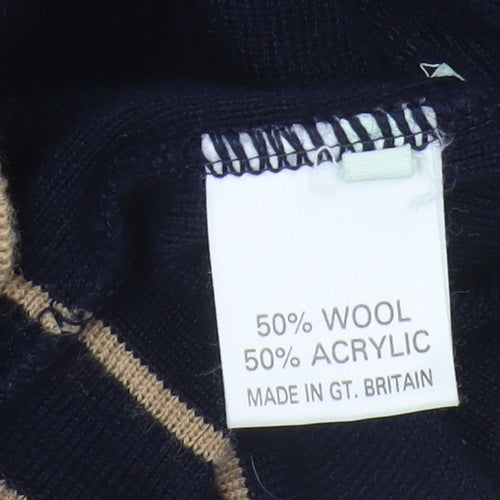 50% WOOL
50% ACRYLIC
MADE IN GT. BRITAIN